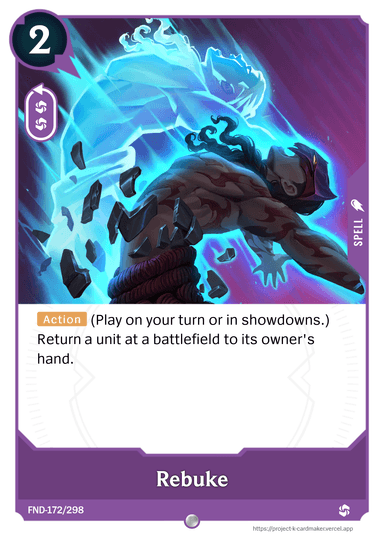 2
SPELL
Action (Play on your turn or in showdowns.)
Return a unit at a battlefield to its owner's
hand.
Rebuke
FND-172/298
https://project-k-cardmaker.vercel.app